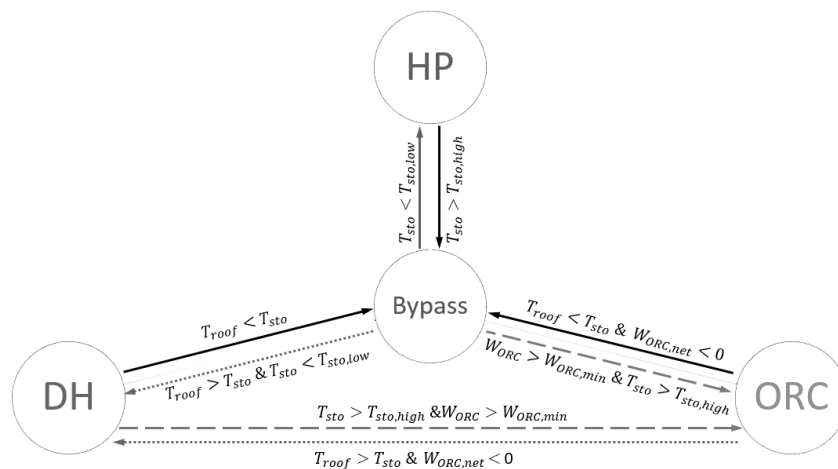 HP
T_sto < T_sto,low
T_sto > T_sto,high
Bypass
T_roof < T_sto
T_roof > T_sto & T_sto < T_sto,low
T_roof < T_sto & W_ORC,net < 0
W_ORC > W_ORC,min & T_sto > T_sto,high
DH
ORC
T_sto > T_sto,high &W_ORC > W_ORC,min
T_roof > T_sto & W_ORC,net < 0